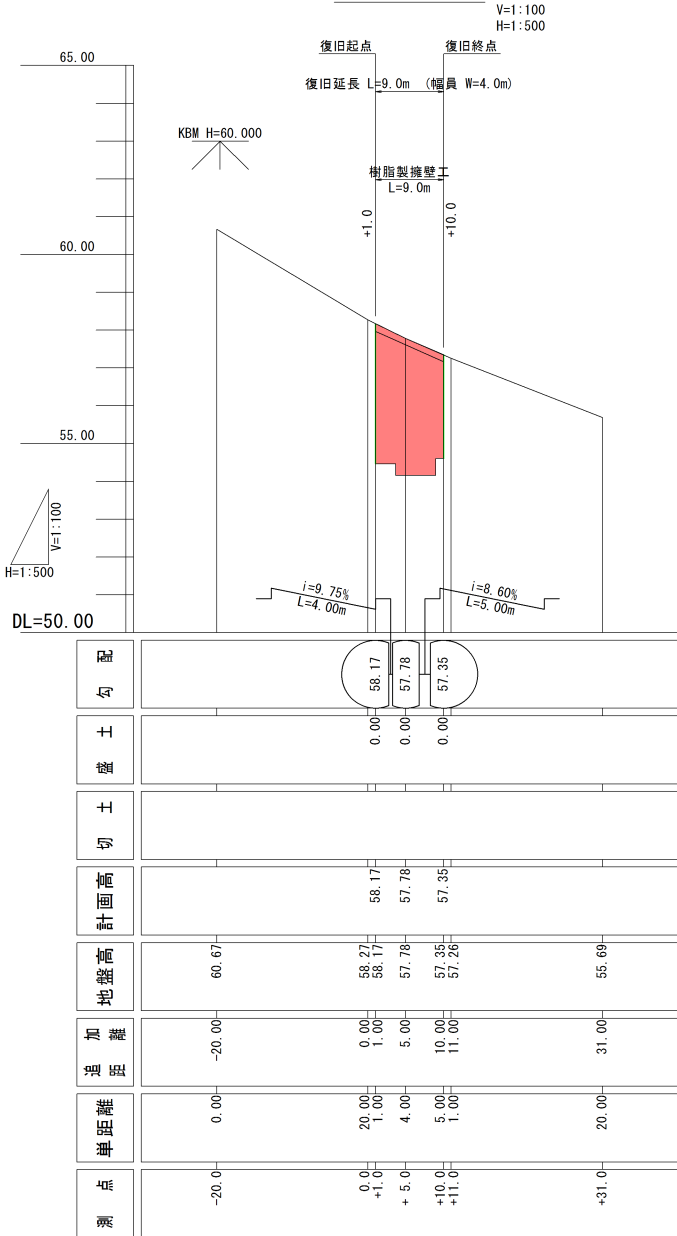 V=1:100
H=1:500
復旧起点
復旧終点
65.00
復旧延長 L=9.0m (幅員 W=4.0m)
KBM H=60.000
樹脂製擁壁工
L=9.0m
+1.0
+10.0
60.00
55.00
V=1:100
H=1:500
i=9.75%
L=4.00m
i=8.60%
L=5.00m
DL=50.00
勾配
58.17
57.78
57.35
盛土
0.00
0.00
0.00
切土
計画高
58.17
57.78
57.35
地盤高
60.67
58.27
58.17
57.78
57.35
57.26
55.69
追加距離
-20.00
0.00
1.00
5.00
10.00
11.00
31.00
単距離
0.00
20.00
1.00
4.00
5.00
1.00
20.00
測点
-20.0
0.0
+1.0
+ 5.0
+10.0
+11.0
+31.0